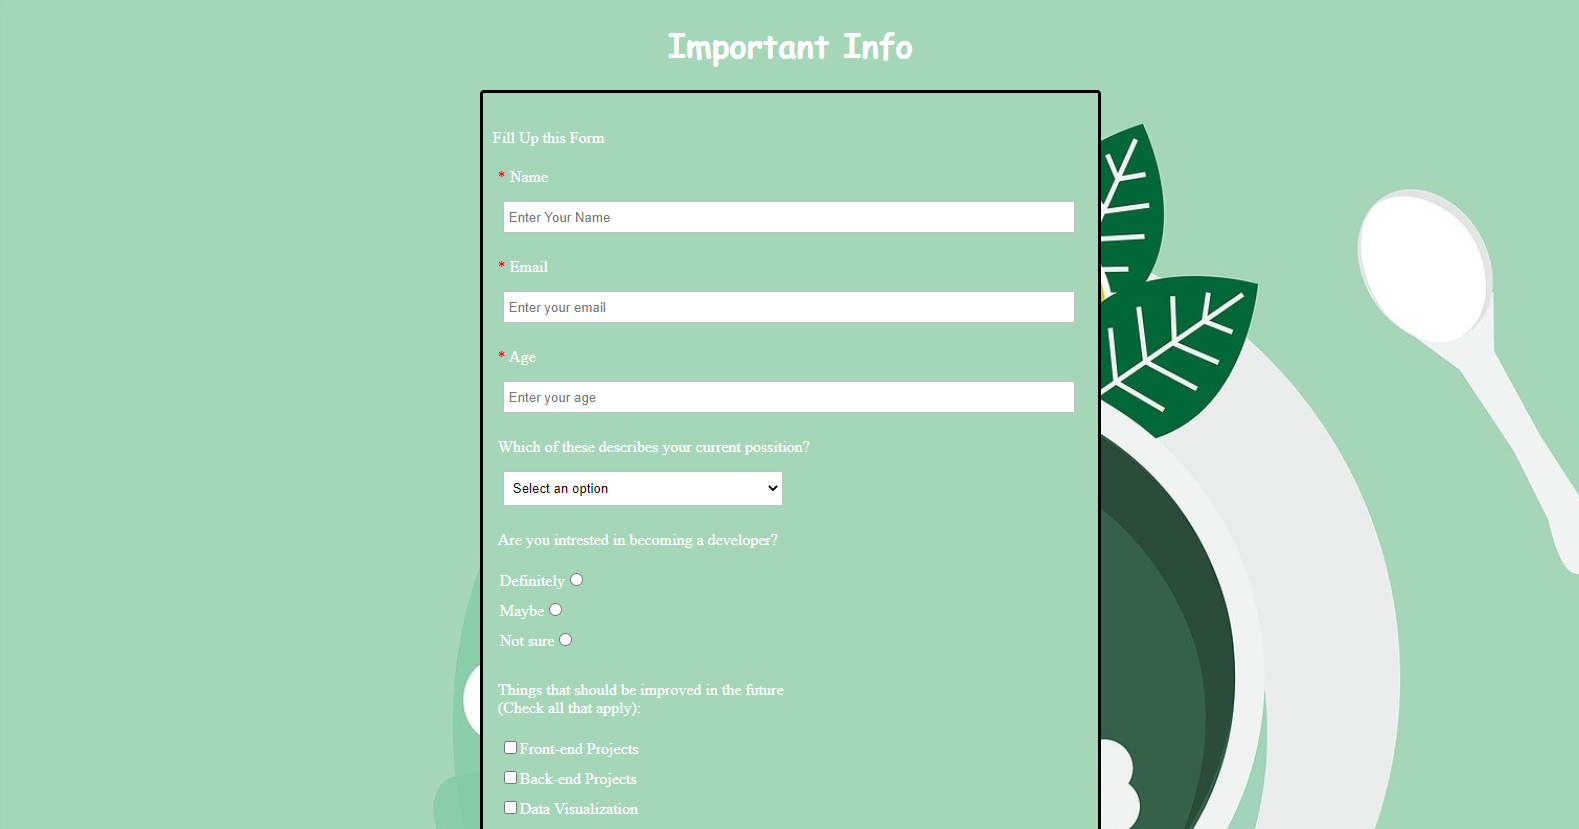 Important Info
Fill Up this Form
* Name
Enter Your Name
* Email
Enter your email
* Age
Enter your age
Which of these describes your current possition?
Select an option
Are you intrested in becoming a developer?
Definitely
Maybe
Not sure
Things that should be improved in the future
(Check all that apply):
Front-end Projects
Back-end Projects
Data Visualization